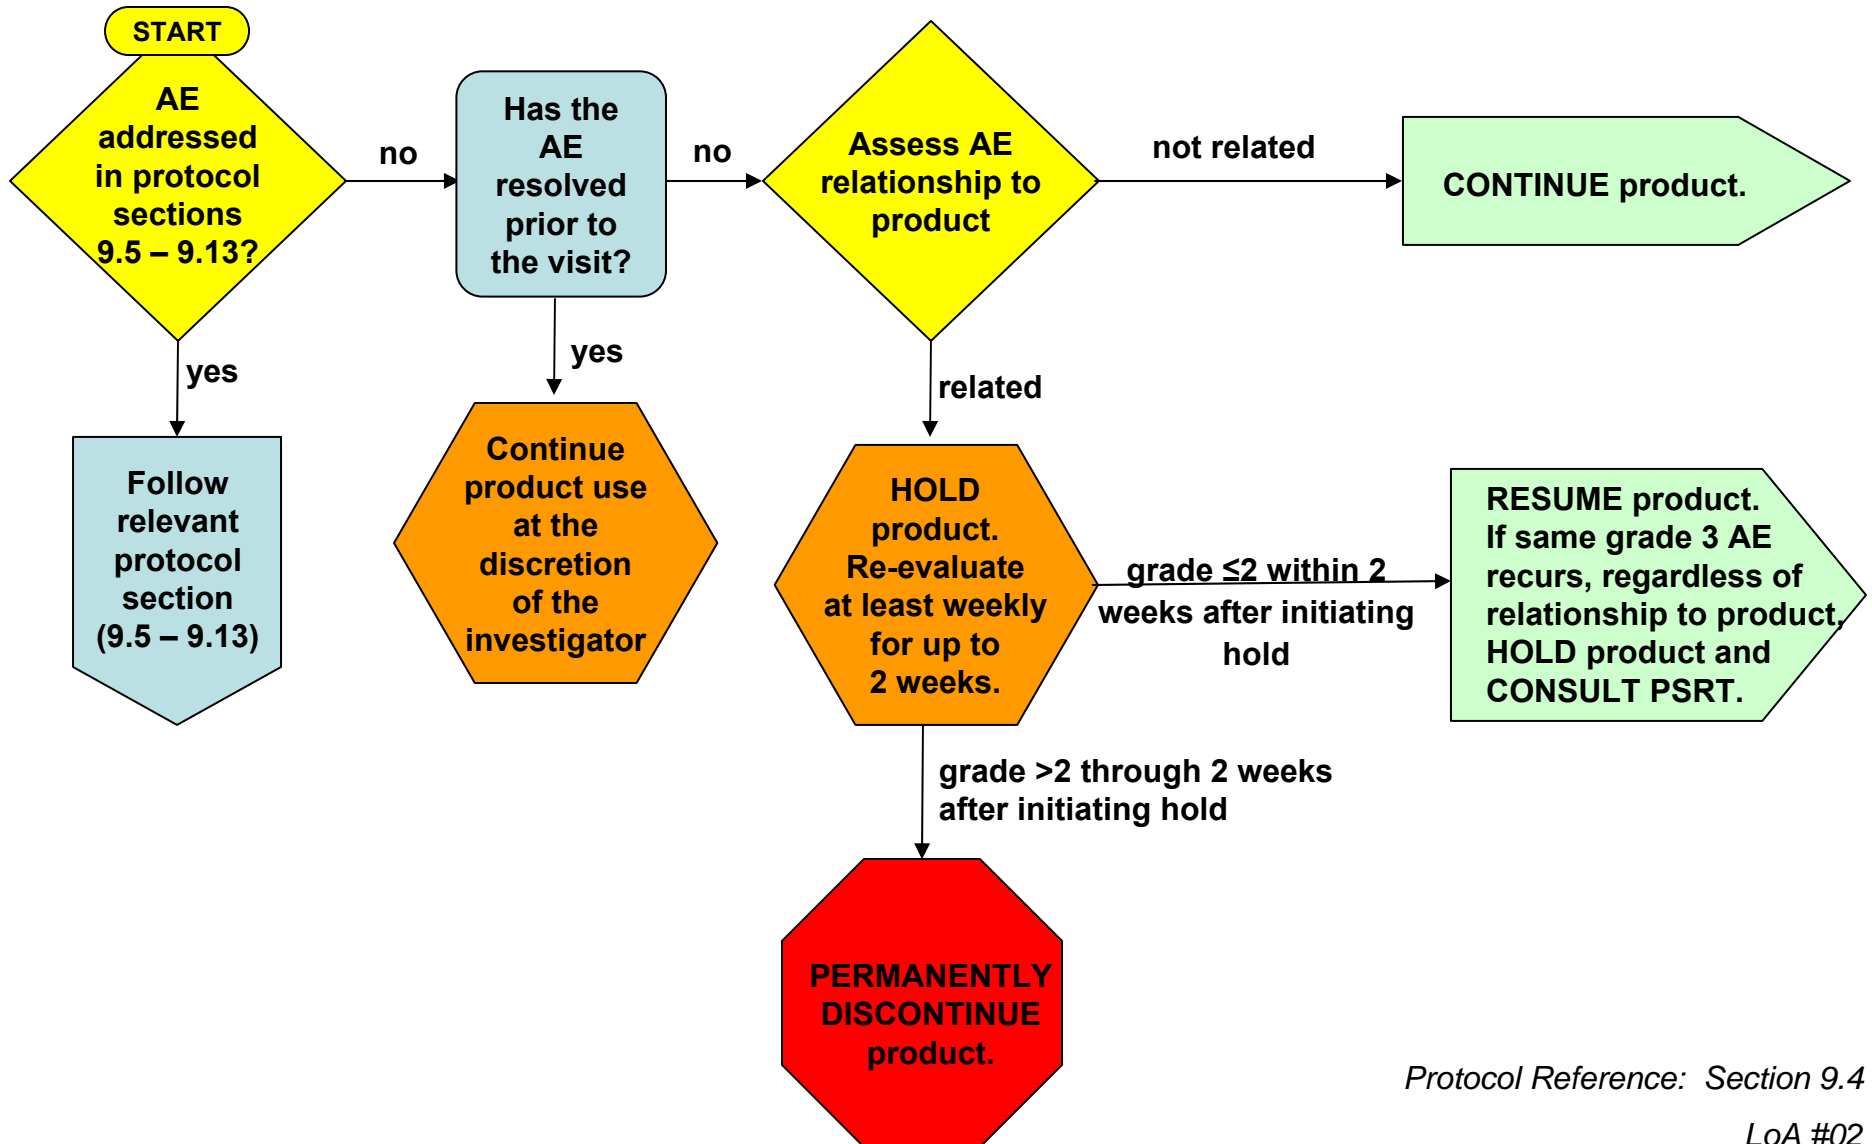 START
AE
addressed
in protocol
sections
9.5 – 9.13?
no
Has the
AE
resolved
prior to
the visit?
no
Assess AE
relationship to
product
not related
CONTINUE product.
yes
Follow
relevant
protocol
section
(9.5 – 9.13)
yes
Continue
product use
at the
discretion
of the
investigator
related
HOLD
product.
Re-evaluate
at least weekly
for up to
2 weeks.
grade ≤2 within 2
weeks after initiating
hold
RESUME product.
If same grade 3 AE
recurs, regardless of
relationship to product,
HOLD product and
CONSULT PSRT.
grade >2 through 2 weeks
after initiating hold
PERMANENTLY
DISCONTINUE
product.
Protocol Reference: Section 9.4
LoA #02